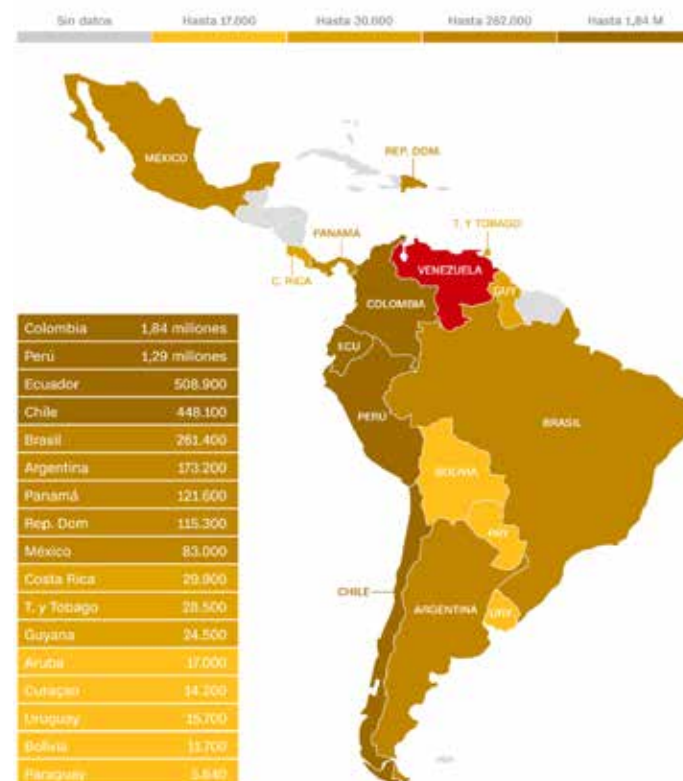 Sin datos
Hasta 17.000
Hasta 30.000
Hasta 262.000
Hasta 1,84 M
MÉXICO
REP. DOM.
PANAMÁ
T. Y TOBAGO
C. RICA
VENEZUELA
GUY
COLOMBIA
ECU
PERÚ
BRASIL
BOLIVIA
PRY
CHILE
ARGENTINA
URY
Colombia 1,84 millones
Perú 1,29 millones
Ecuador 508.900
Chile 448.100
Brasil 261.400
Argentina 173.200
Panamá 121.600
Rep. Dom 115.300
México 83.000
Costa Rica 29.900
T. y Tobago 28.500
Guyana 24.500
Aruba 17.000
Curaçao 14.200
Uruguay 15.700
Bolivia 11.700
Paraguay 5.640